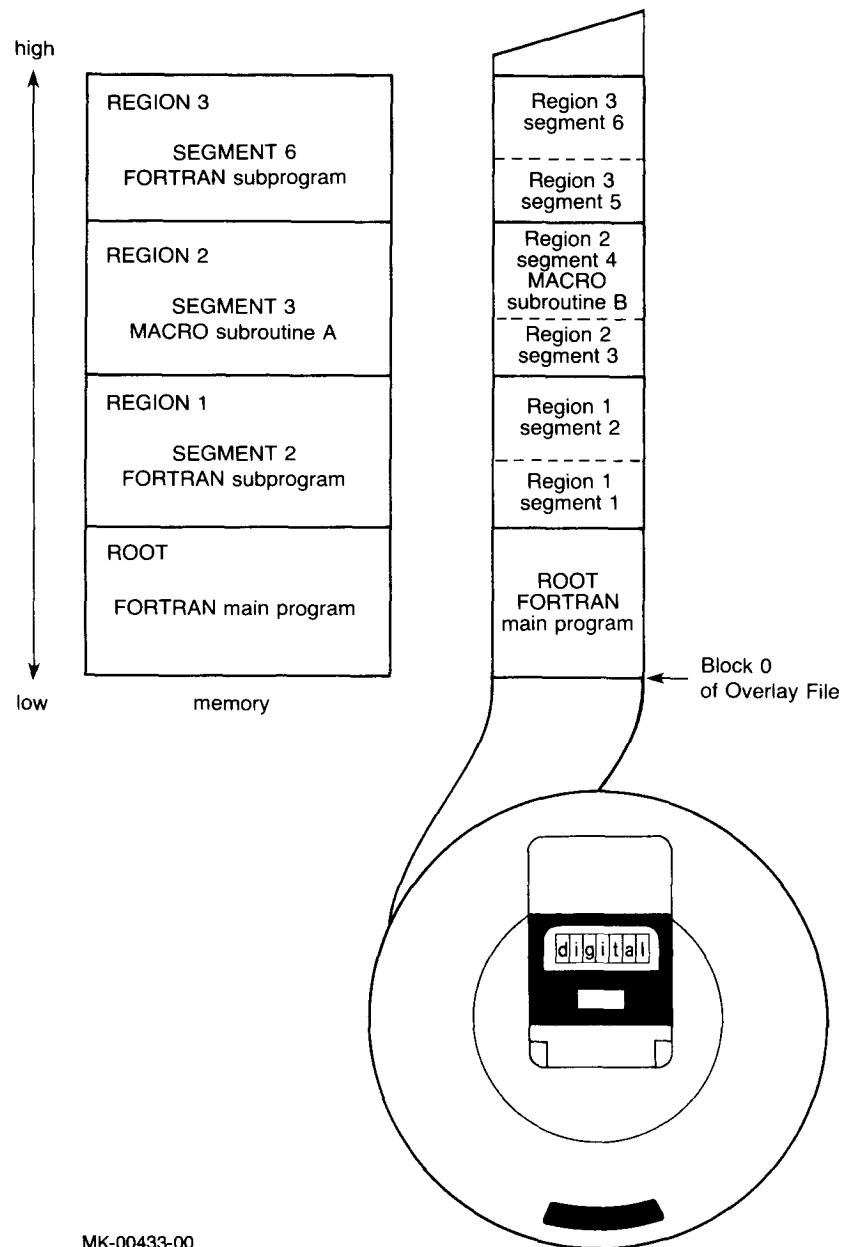 high
REGION 3
SEGMENT 6
FORTRAN subprogram
REGION 2
SEGMENT 3
MACRO subroutine A
REGION 1
SEGMENT 2
FORTRAN subprogram
ROOT
FORTRAN main program
low
memory
Region 3
segment 6
Region 3
segment 5
Region 2
segment 4
MACRO
subroutine B
Region 2
segment 3
Region 1
segment 2
Region 1
segment 1
ROOT
FORTRAN
main program
Block 0
of Overlay File
digital
MK-00433-00